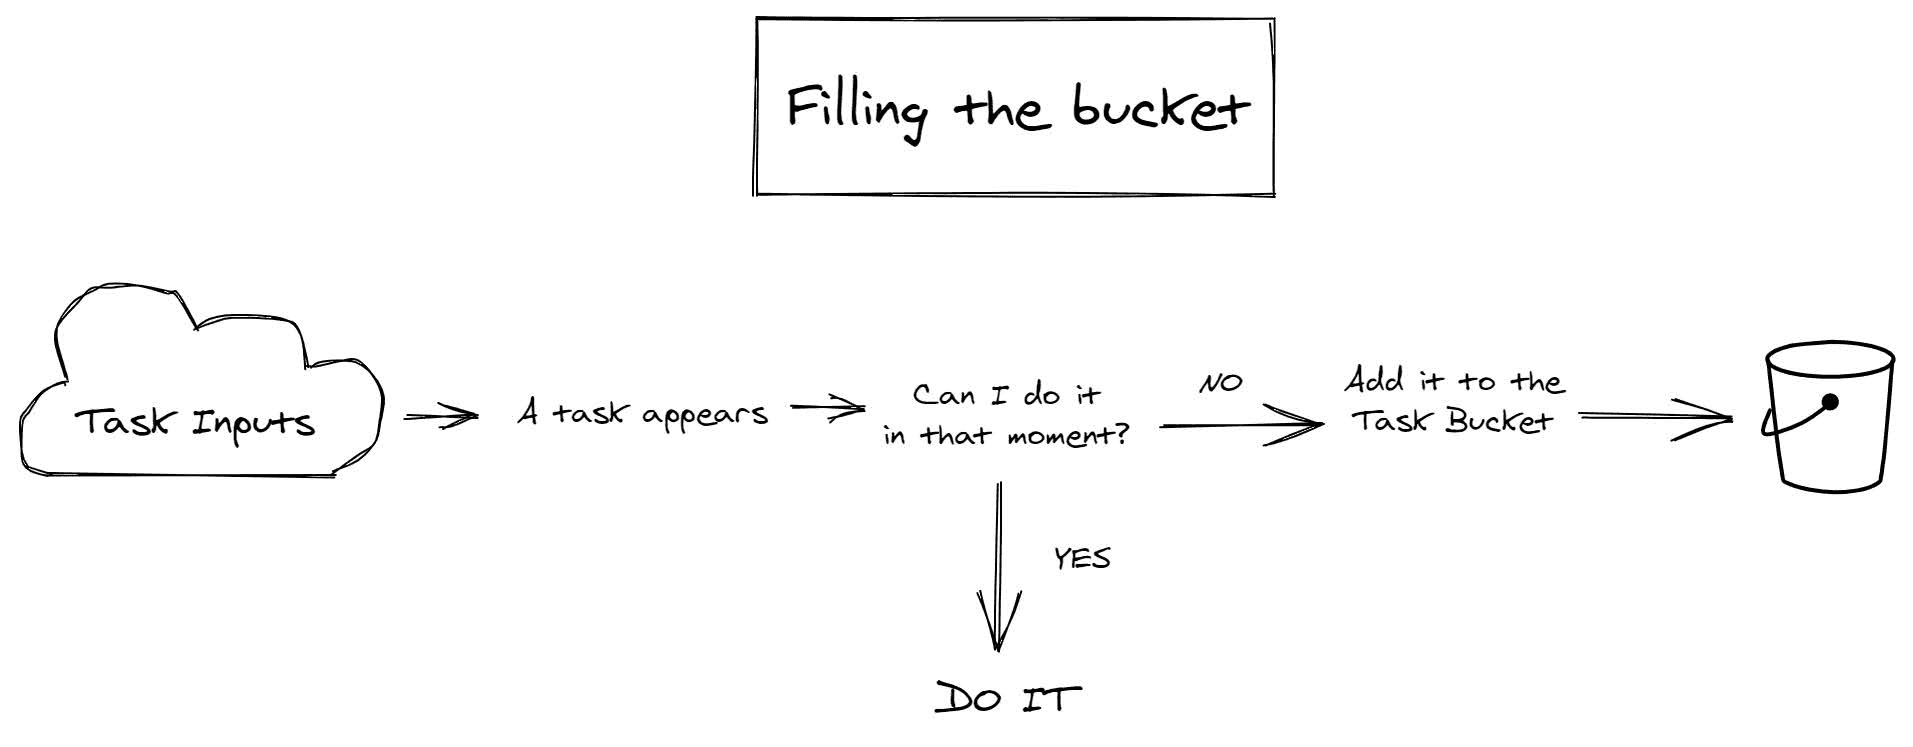 Filling the bucket
Task Inputs
A task appears
Can I do it
in that moment?
NO
Add it to the
Task Bucket
YES
DO IT